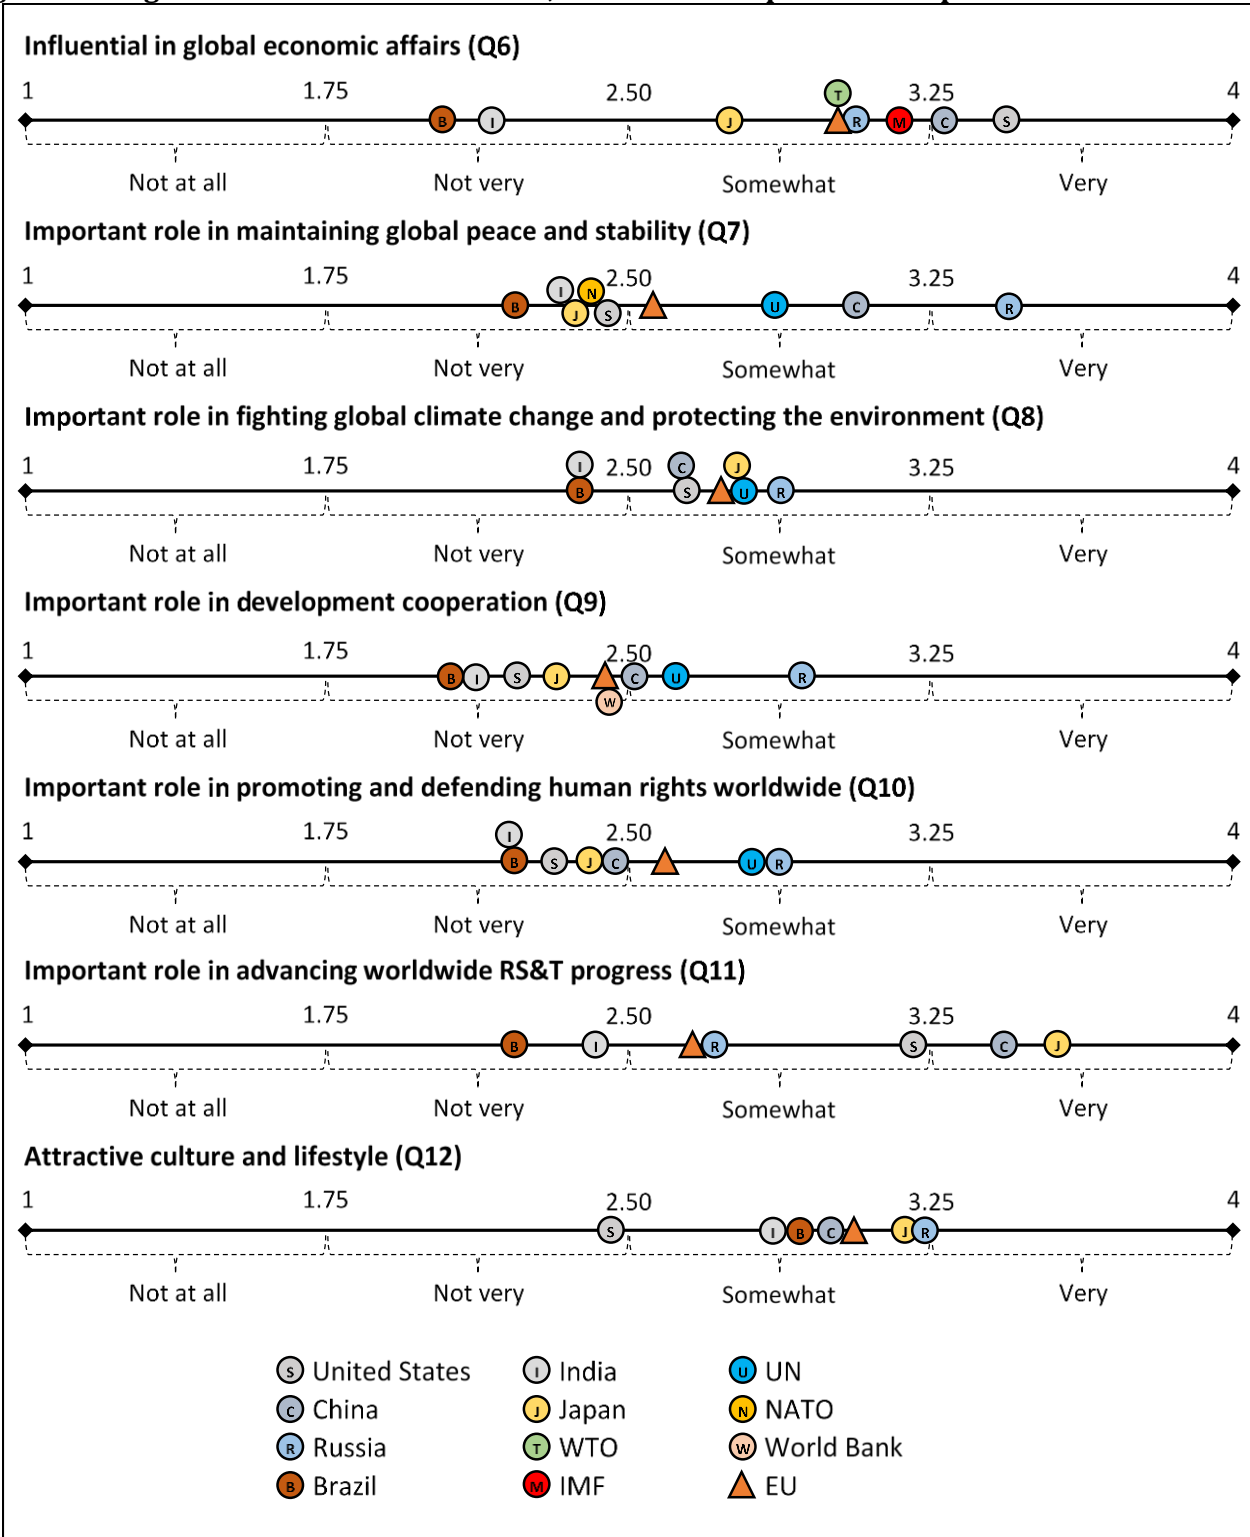 Influential in global economic affairs (Q6)
1 1.75 2.50 3.25 4
T
B I J R M C S
Not at all Not very Somewhat Very
Important role in maintaining global peace and stability (Q7)
1 1.75 2.50 3.25 4
I N
B J S U C R
Not at all Not very Somewhat Very
Important role in fighting global climate change and protecting the environment (Q8)
1 1.75 2.50 3.25 4
I C J
B S U R
Not at all Not very Somewhat Very
Important role in development cooperation (Q9)
1 1.75 2.50 3.25 4
B I S J C U R
W
Not at all Not very Somewhat Very
Important role in promoting and defending human rights worldwide (Q10)
1 1.75 2.50 3.25 4
I
B S J C U R
Not at all Not very Somewhat Very
Important role in advancing worldwide RS&T progress (Q11)
1 1.75 2.50 3.25 4
B I R S C J
Not at all Not very Somewhat Very
Attractive culture and lifestyle (Q12)
1 1.75 2.50 3.25 4
S I B C J R
Not at all Not very Somewhat Very
S United States I India U UN
C China J Japan N NATO
R Russia T WTO W World Bank
B Brazil M IMF EU